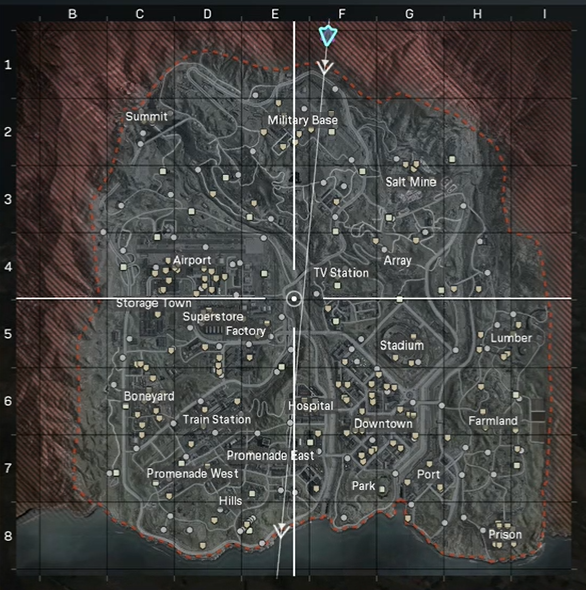 B C D E F G H I
1
Summit
Military Base
2
Salt Mine
3
Airport
Array
4
TV Station
Storage Town
Superstore
Factory
5
Stadium
Lumber
Boneyard
6
Hospital
Train Station
Downtown
Farmland
Promenade East
7
Promenade West
Port
Park
Hills
8
Prison